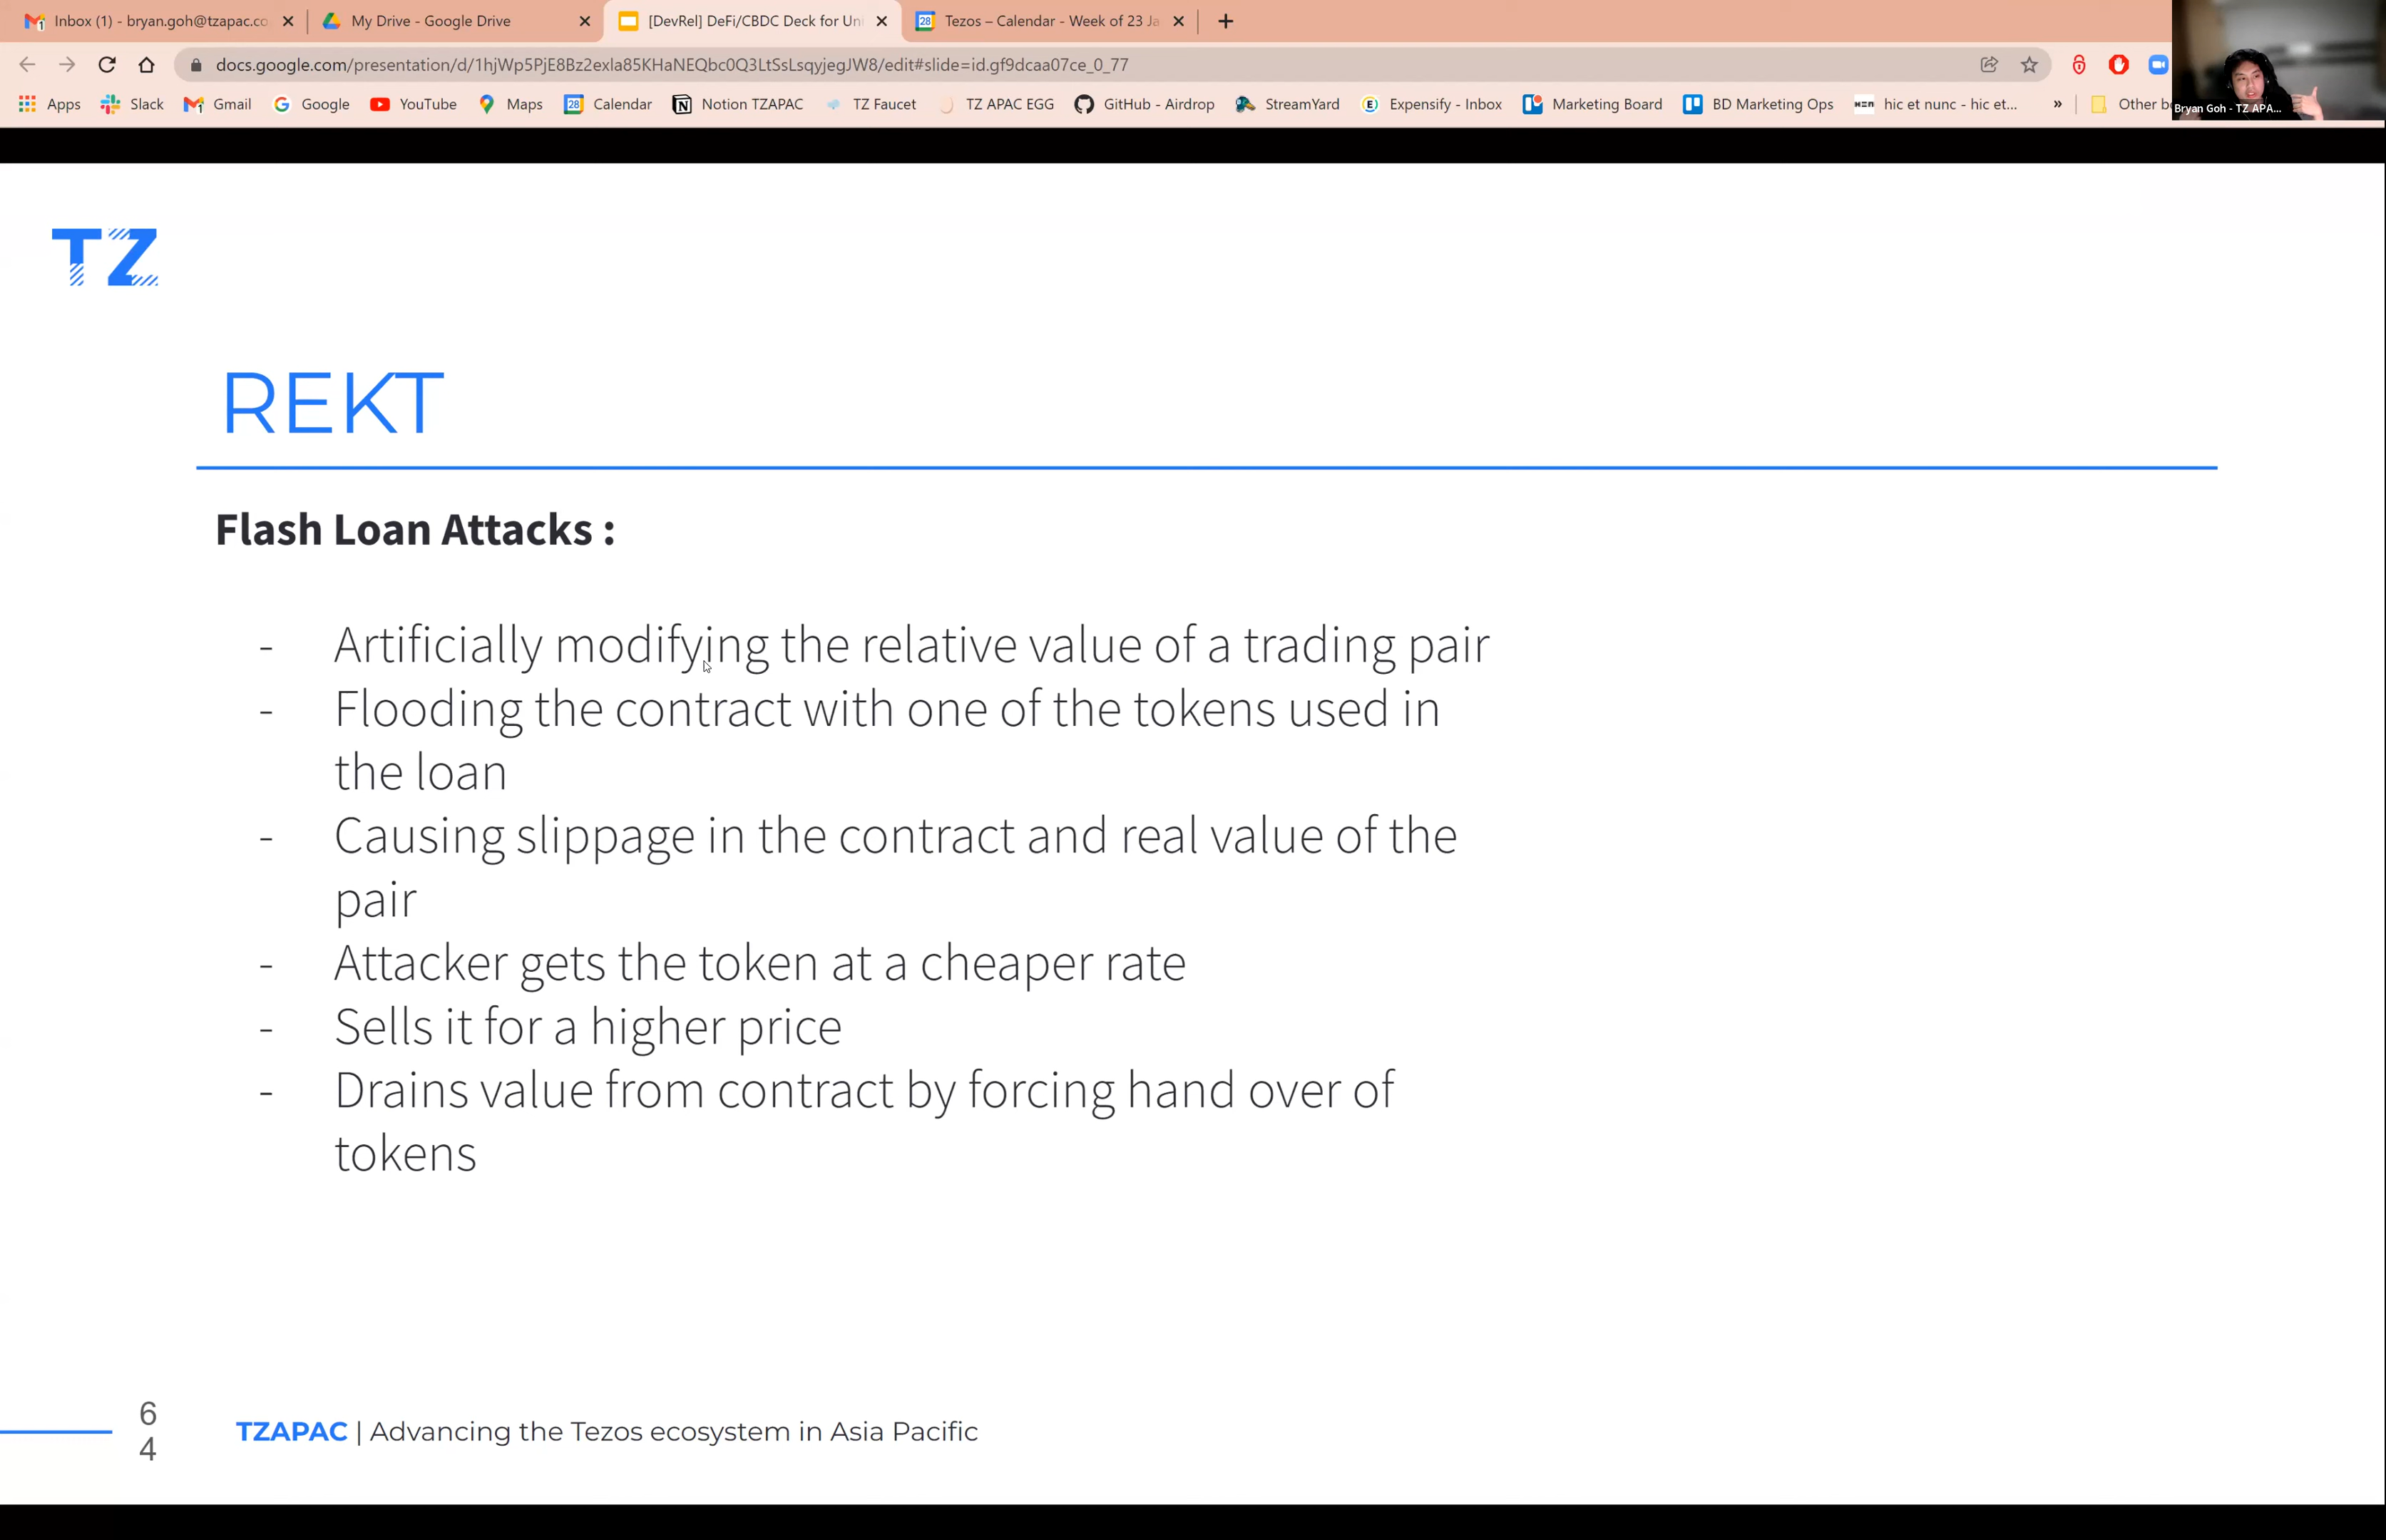 Inbox (1) - bryan.goh@tzapac.co
My Drive - Google Drive
[DevRel] DeFi/CBDC Deck for Uni
Tezos – Calendar - Week of 23 Ja
docs.google.com/presentation/d/1hjWp5PjE8Bz2exla85KHaNEQbc0Q3LtSsLsqyjegJW8/edit#slide=id.gf9dcaa07ce_0_77
Apps
Slack
Gmail
Google
YouTube
Maps
28
Calendar
Notion TZAPAC
TZ Faucet
TZ APAC EGG
GitHub - Airdrop
StreamYard
Expensify - Inbox
Marketing Board
BD Marketing Ops
hic et nunc - hic et...
»
Other b
Bryan Goh - TZ APA...
TZ
REKT
Flash Loan Attacks :
- Artificially modifying the relative value of a trading pair
- Flooding the contract with one of the tokens used in
the loan
- Causing slippage in the contract and real value of the
pair
- Attacker gets the token at a cheaper rate
- Sells it for a higher price
- Drains value from contract by forcing hand over of
tokens
6
4
TZAPAC | Advancing the Tezos ecosystem in Asia Pacific